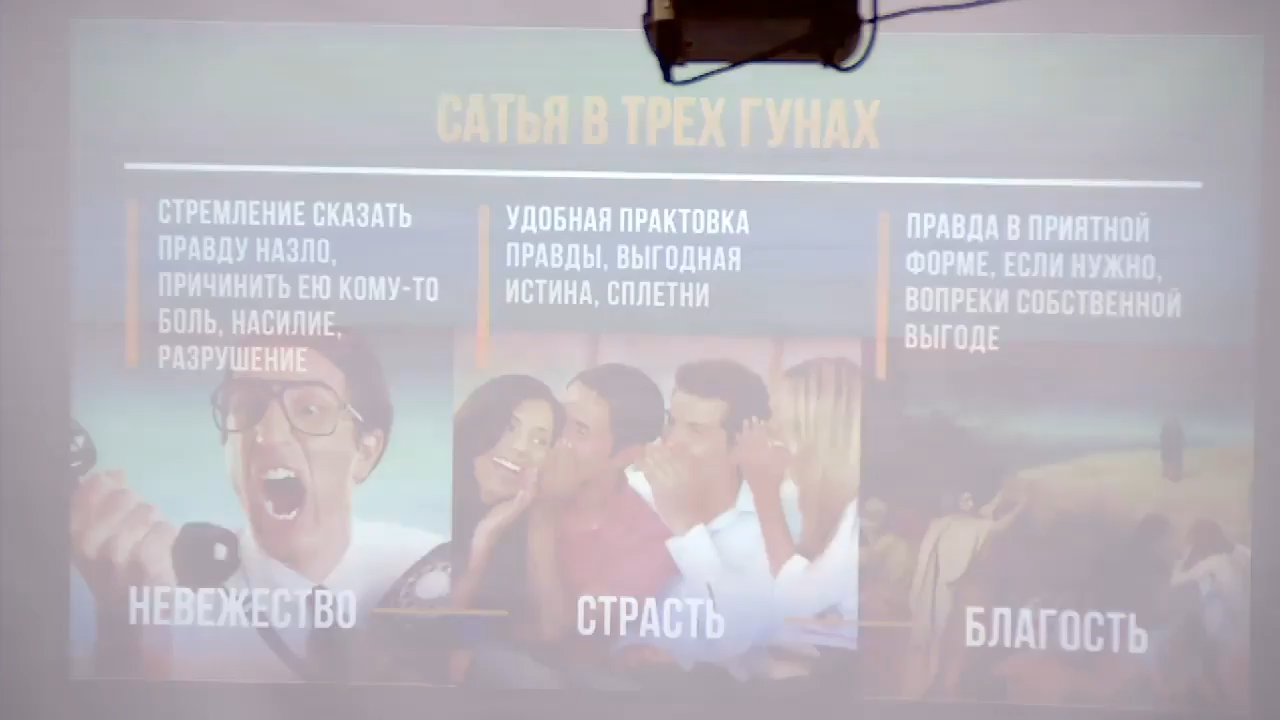 САТЬЯ В ТРЕХ ГУНАХ
СТРЕМЛЕНИЕ СКАЗАТЬ
ПРАВДУ НАЗЛО,
ПРИЧИНИТЬ ЕЮ КОМУ-ТО
БОЛЬ, НАСИЛИЕ,
РАЗРУШЕНИЕ
УДОБНАЯ ПРАКТОВКА
ПРАВДЫ, ВЫГОДНАЯ
ИСТИНА, СПЛЕТНИ
ПРАВДА В ПРИЯТНОЙ
ФОРМЕ, ЕСЛИ НУЖНО,
ВОПРЕКИ СОБСТВЕННОЙ
ВЫГОДЕ
НЕВЕЖЕСТВО
СТРАСТЬ
БЛАГОСТЬ